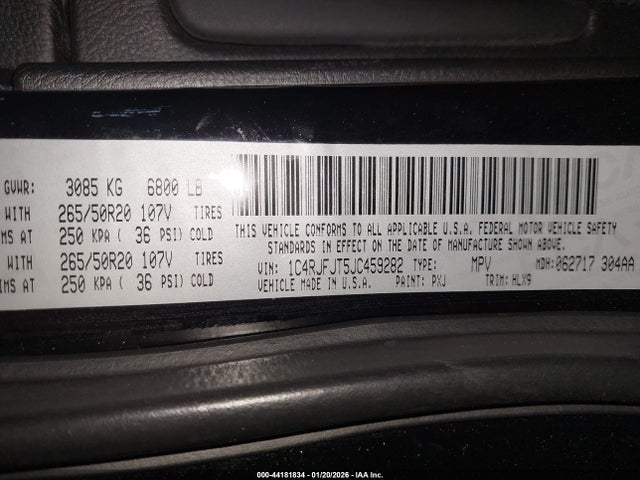 GVWR: 3085 KG 6800 LB
WITH 265/50R20 107V TIRES
MS AT 250 KPA ( 36 PSI) COLD
WITH 265/50R20 107V TIRES
IMS AT 250 KPA ( 36 PSI) COLD
THIS VEHICLE CONFORMS TO ALL APPLICABLE U.S.A. FEDERAL MOTOR VEHICLE SAFETY
STANDARDS IN EFFECT ON THE DATE OF MANUFACTURE SHOWN ABOVE.
VIN: 1C4RJFJT5JC459282 TYPE: MPV MDH: 062717 304AA
VEHICLE MADE IN U.S.A. PAINT: PXJ TRIM: HLX9
000-44181834 | 01/20/2026 | IAA Inc.